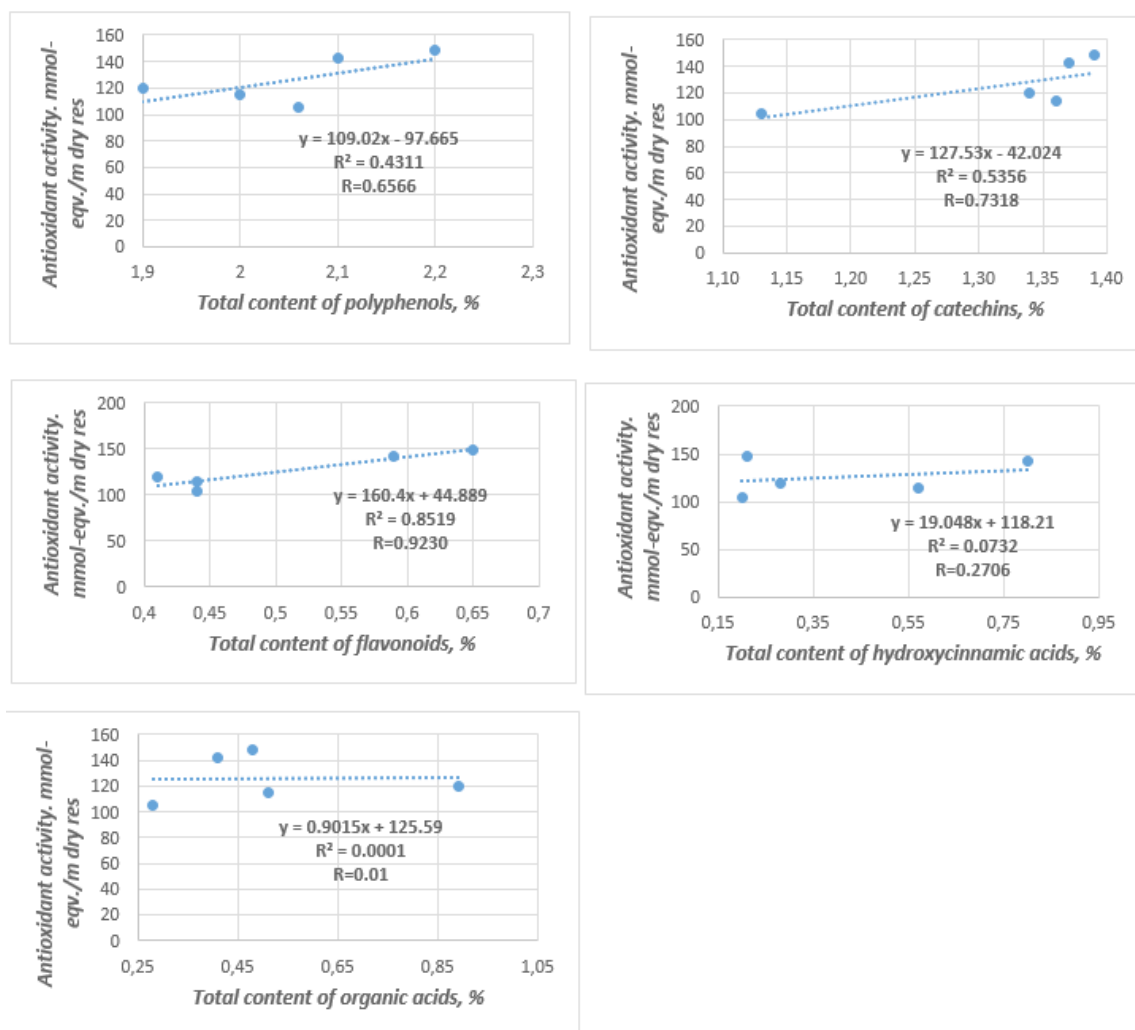 Antioxidant activity. mmol-
eqv./m dry res
160
140
120
100
80
60
40
20
0
y = 109.02x - 97.665
R² = 0.4311
R=0.6566
1,9
2
2,1
2,2
2,3
Total content of polyphenols, %
Antioxidant activity. mmol-
eqv./m dry res
160
140
120
100
80
60
40
20
0
y = 127.53x - 42.024
R² = 0.5356
R=0.7318
1,10
1,15
1,20
1,25
1,30
1,35
1,40
Total content of catechins, %
Antioxidant activity.
mmol-eqv./m dry res
200
150
100
50
0
y = 160.4x + 44.889
R² = 0.8519
R=0.9230
0,4
0,45
0,5
0,55
0,6
0,65
0,7
Total content of flavonoids, %
Antioxidant activity.
mmol-eqv./m dry res
200
150
100
50
0
y = 19.048x + 118.21
R² = 0.0732
R=0.2706
0,15
0,35
0,55
0,75
0,95
Total content of hydroxycinnamic acids, %
Antioxidant activity. mmol-
eqv./m dry res
160
140
120
100
80
60
40
20
0
y = 0.9015x + 125.59
R² = 0.0001
R=0.01
0,25
0,45
0,65
0,85
1,05
Total content of organic acids, %